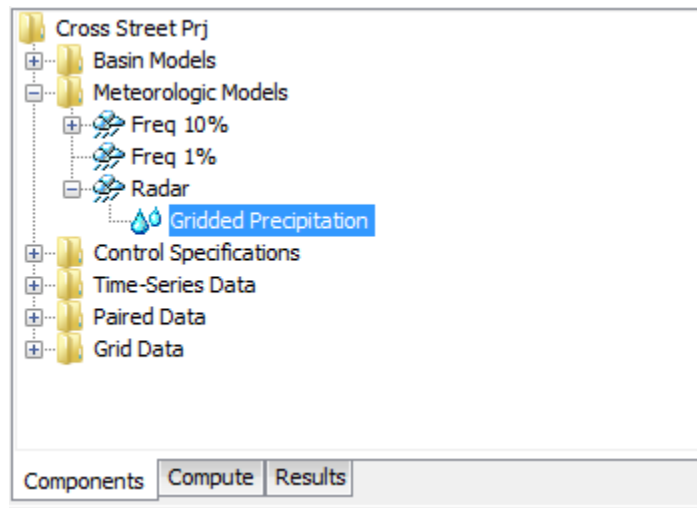 Cross Street Prj
Basin Models
Meteorologic Models
Freq 10%
Freq 1%
Radar
Gridded Precipitation
Control Specifications
Time-Series Data
Paired Data
Grid Data
Components Compute Results